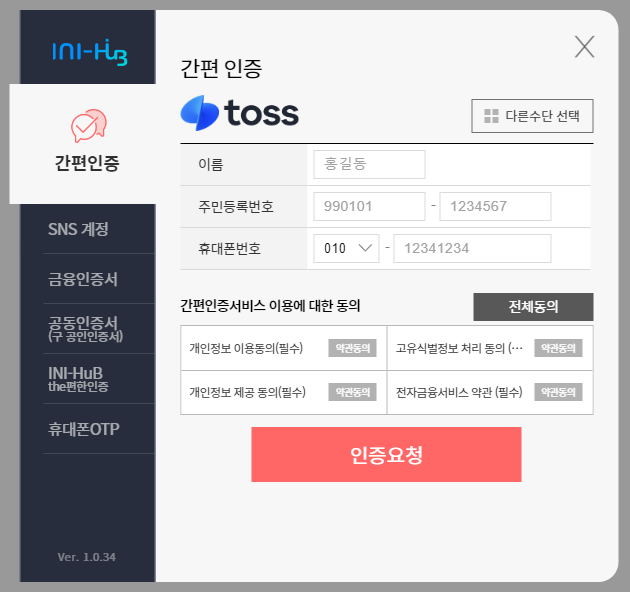 INI-HUB
간편인증
SNS 계정
금융인증서
공동인증서
(구 공인인증서)
INI-HuB
the편한인증
휴대폰OTP
Ver. 1.0.34
간편 인증
toss
다른수단 선택
이름
홍길동
주민등록번호
990101 - 1234567
휴대폰번호
010 - 12341234
간편인증서비스 이용에 대한 동의
전체동의
개인정보 이용동의(필수) 약관동의
고유식별정보 처리 동의 (… 약관동의
개인정보 제공 동의(필수) 약관동의
전자금융서비스 약관 (필수) 약관동의
인증요청